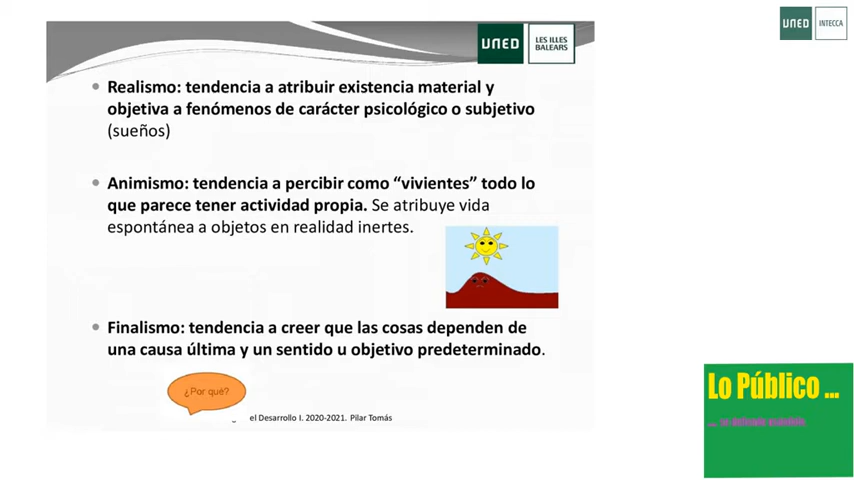 UNED
LES ILLES
BALEARS
UNED
INTECCA
Realismo: tendencia a atribuir existencia material y
objetiva a fenómenos de carácter psicológico o subjetivo
(sueños)
Animismo: tendencia a percibir como “vivientes” todo lo
que parece tener actividad propia. Se atribuye vida
espontánea a objetos en realidad inertes.
Finalismo: tendencia a creer que las cosas dependen de
una causa última y un sentido u objetivo predeterminado.
¿Por qué?
el Desarrollo I. 2020-2021. Pilar Tomás
Lo Público ...